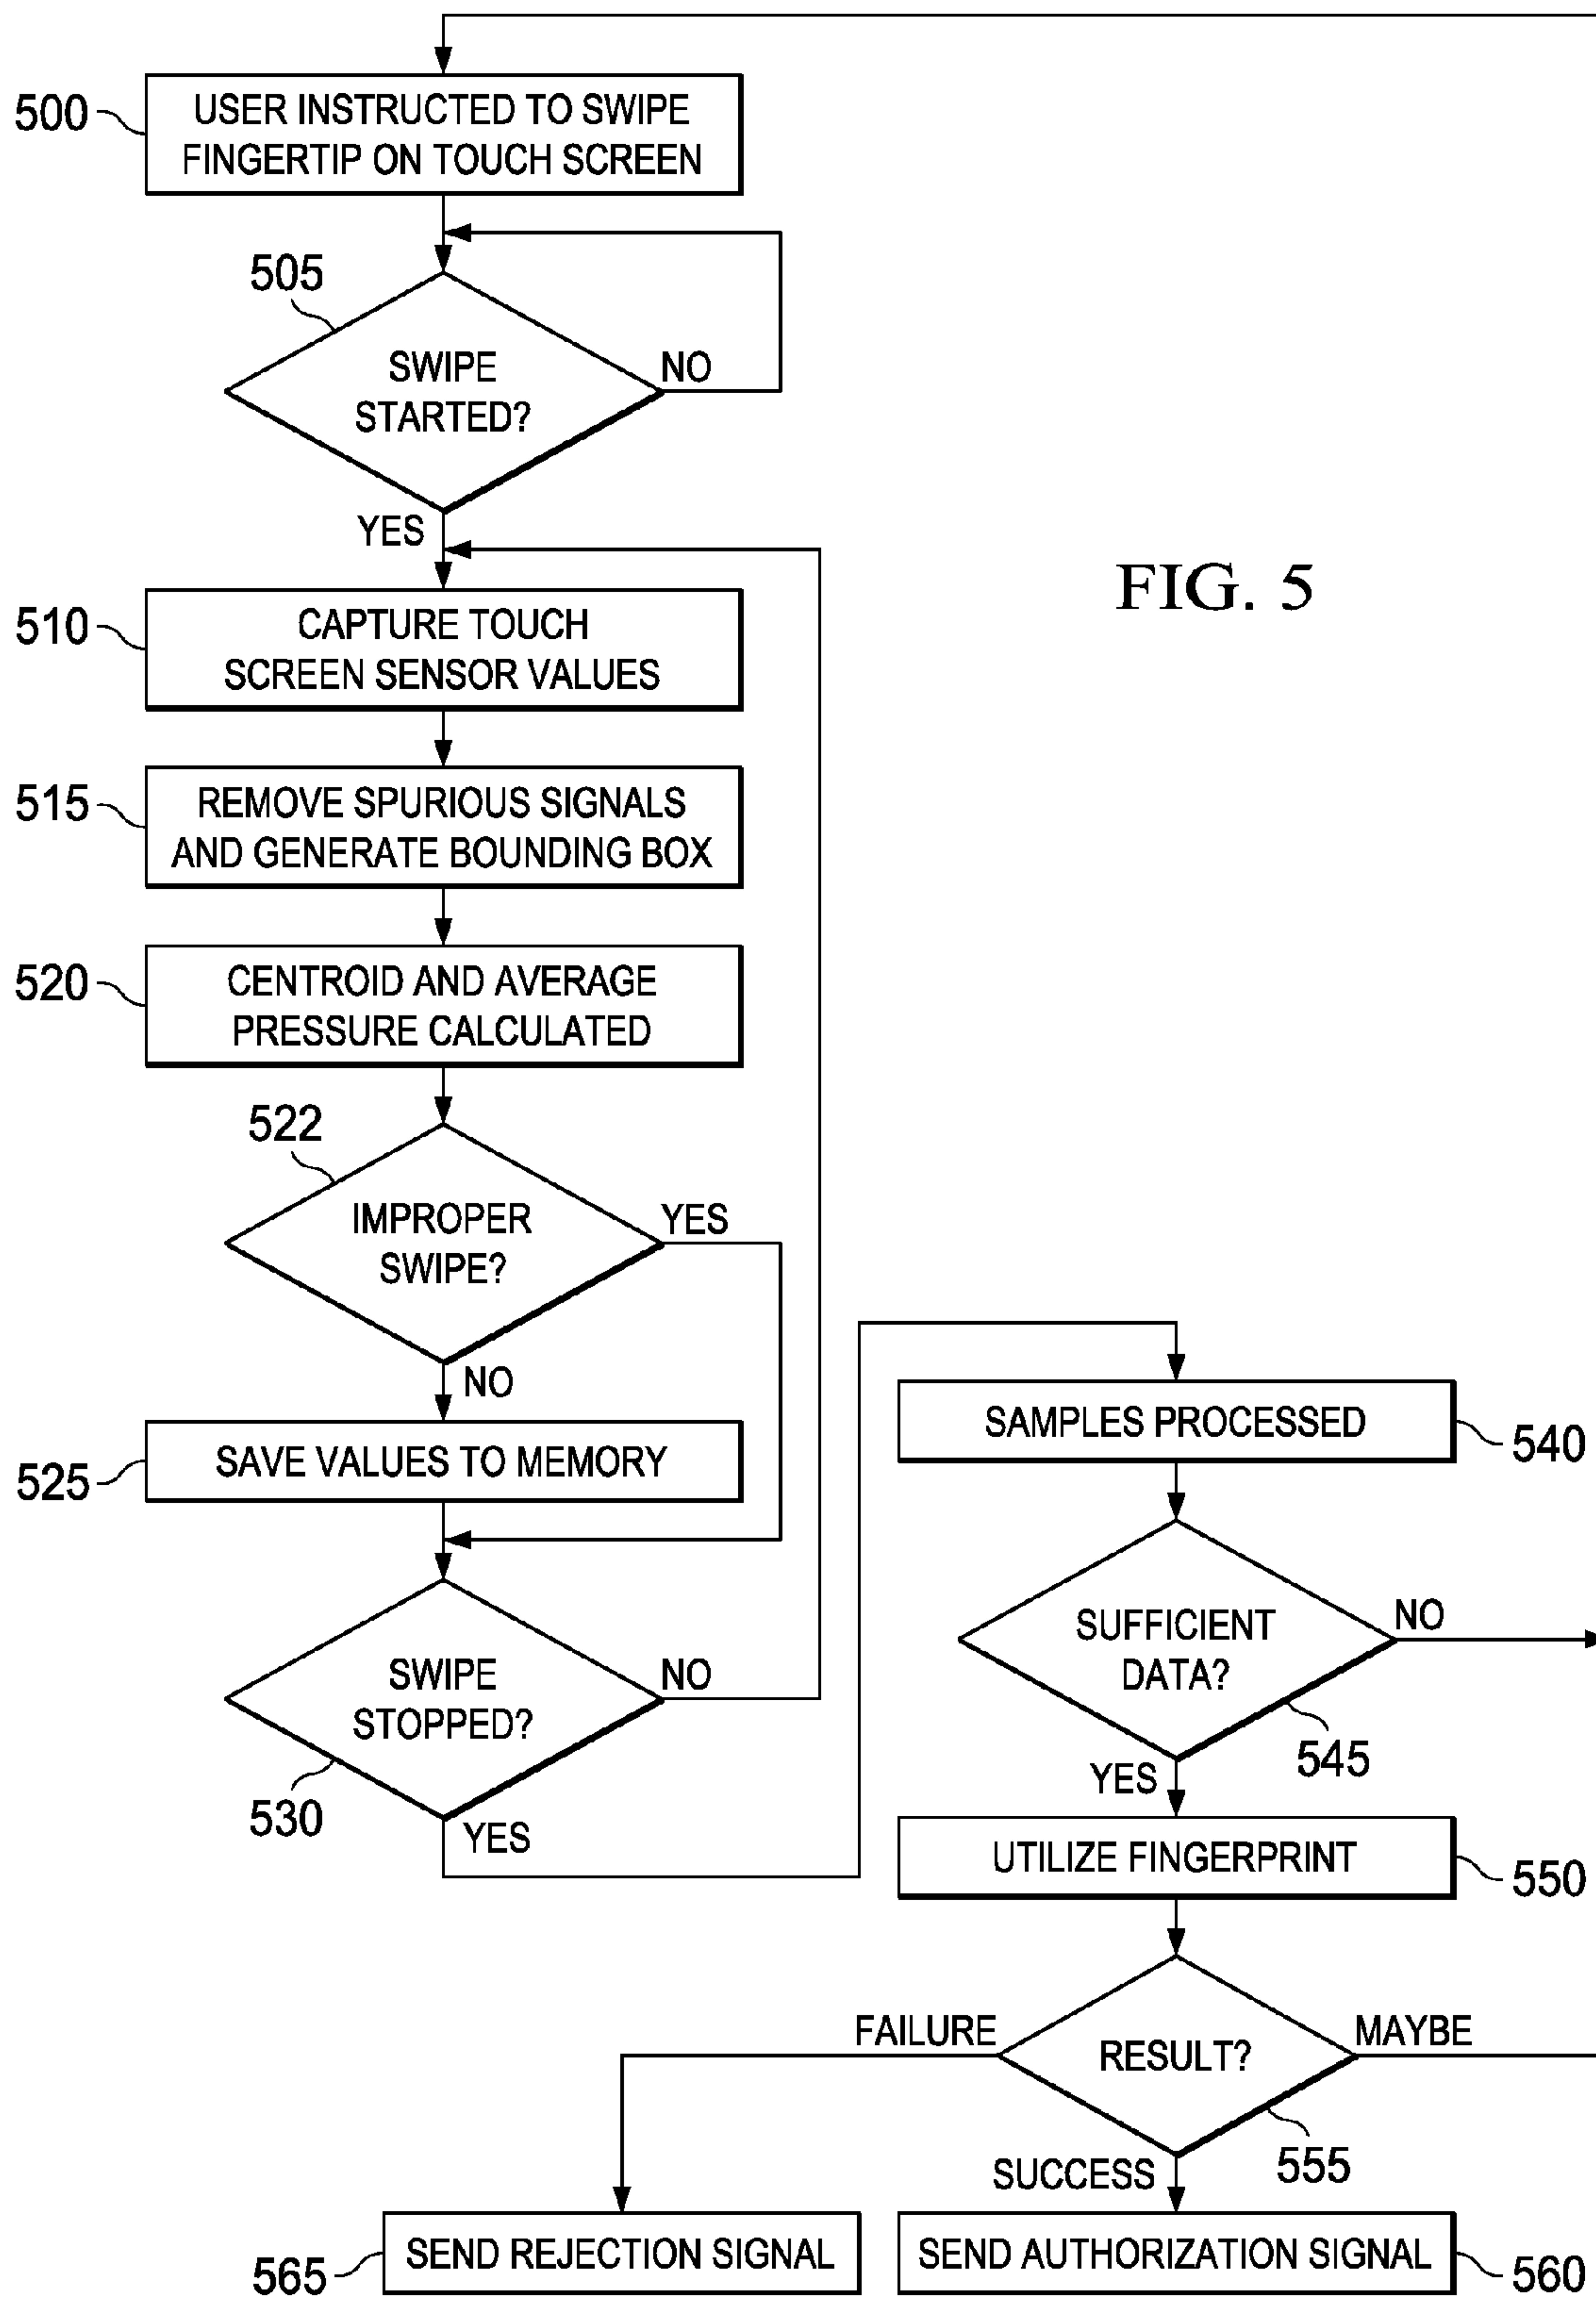 500
USER INSTRUCTED TO SWIPE
FINGERTIP ON TOUCH SCREEN
505
SWIPE
STARTED?
NO
YES
FIG. 5
510
CAPTURE TOUCH
SCREEN SENSOR VALUES
515
REMOVE SPURIOUS SIGNALS
AND GENERATE BOUNDING BOX
520
CENTROID AND AVERAGE
PRESSURE CALCULATED
522
IMPROPER
SWIPE?
YES
NO
525
SAVE VALUES TO MEMORY
530
SWIPE
STOPPED?
NO
YES
SAMPLES PROCESSED
540
SUFFICIENT
DATA?
NO
545
YES
UTILIZE FINGERPRINT
550
FAILURE
RESULT?
MAYBE
555
SUCCESS
565
SEND REJECTION SIGNAL
SEND AUTHORIZATION SIGNAL
560